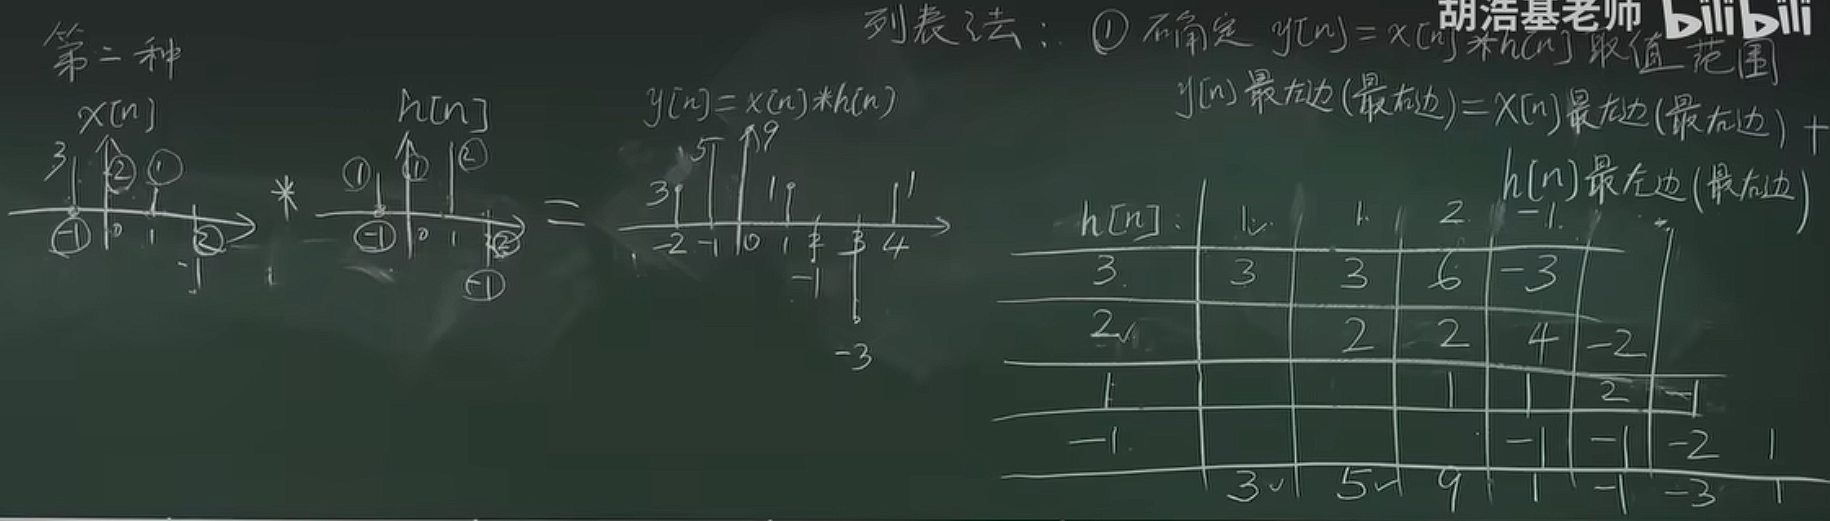 第二种
x[n]
3 2 1
-1 0 1 2
-1
*
h[n]
1 1 2
-1 0 1 2
-1
=
y[n]=x[n]*h[n]
3 5 9 1 1
-2 -1 0 1 2 3 4
-1
-3
胡浩基老师 bilibili
列表法: ① 确定 y[n]=x[n]*h[n] 取值范围
y[n]最左边(最右边)=x[n]最左边(最右边)+
h[n]最左边(最右边)
h[n]: 1 1 2 -1
3 3 3 6 -3
2 2 2 4 -2
1 1 1 2 -1
-1 -1 -1 -2 1
3 5 9 1 -1 -3 1